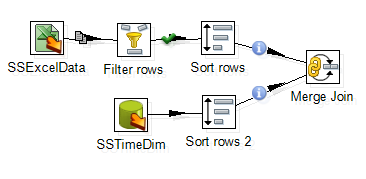 SSExcelData
Filter rows
Sort rows
Merge Join
SSTimeDim
Sort rows 2